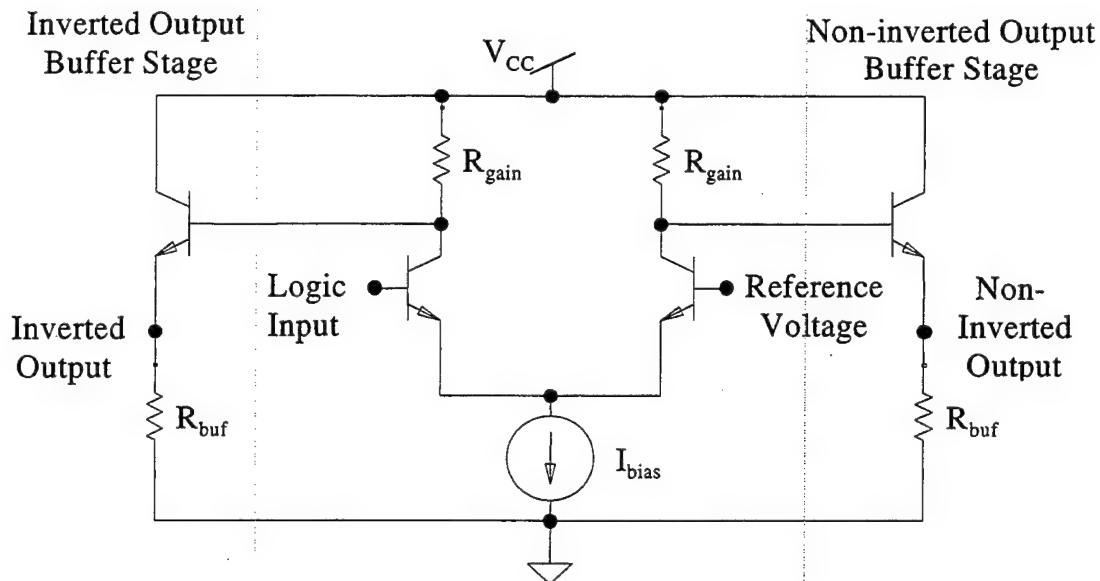 Inverted Output
Buffer Stage
V_CC
Non-inverted Output
Buffer Stage
R_gain
R_gain
Logic
Input
Reference
Voltage
Inverted
Output
Non-
Inverted
Output
R_buf
I_bias
R_buf